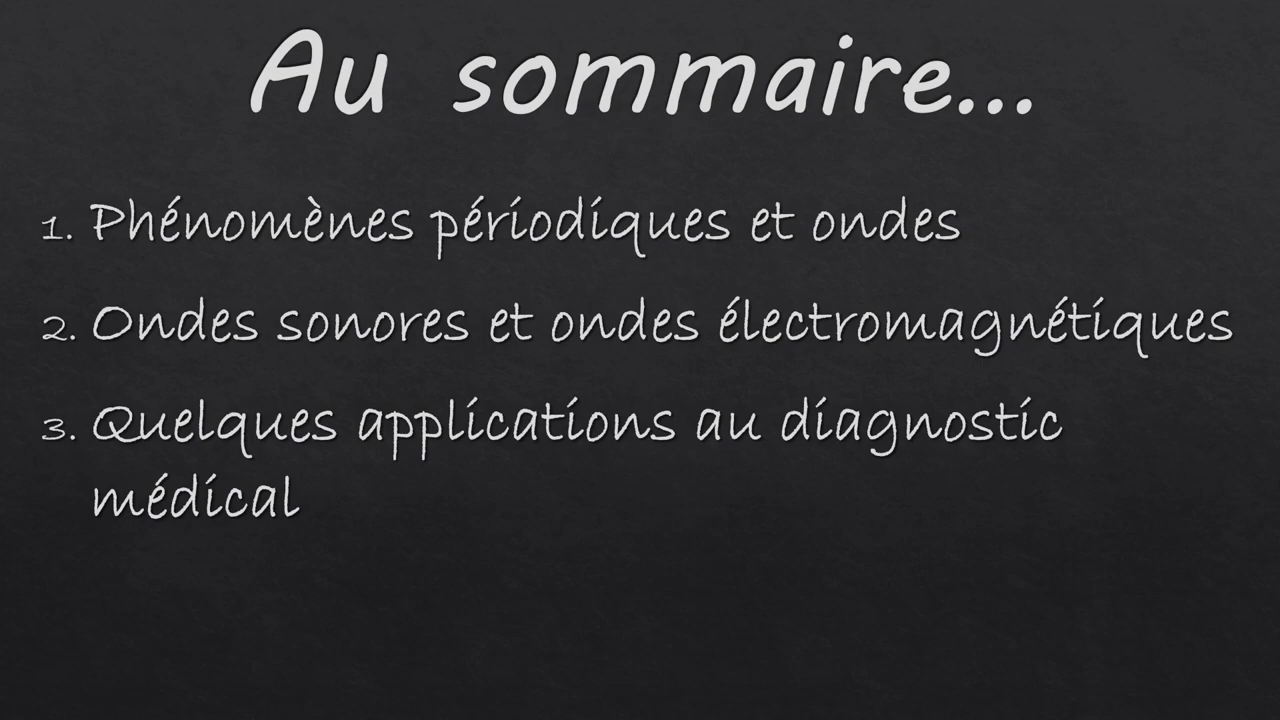 Au sommaire...
1. Phénomènes périodiques et ondes
2. Ondes sonores et ondes électromagnétiques
3. Quelques applications au diagnostic
médical